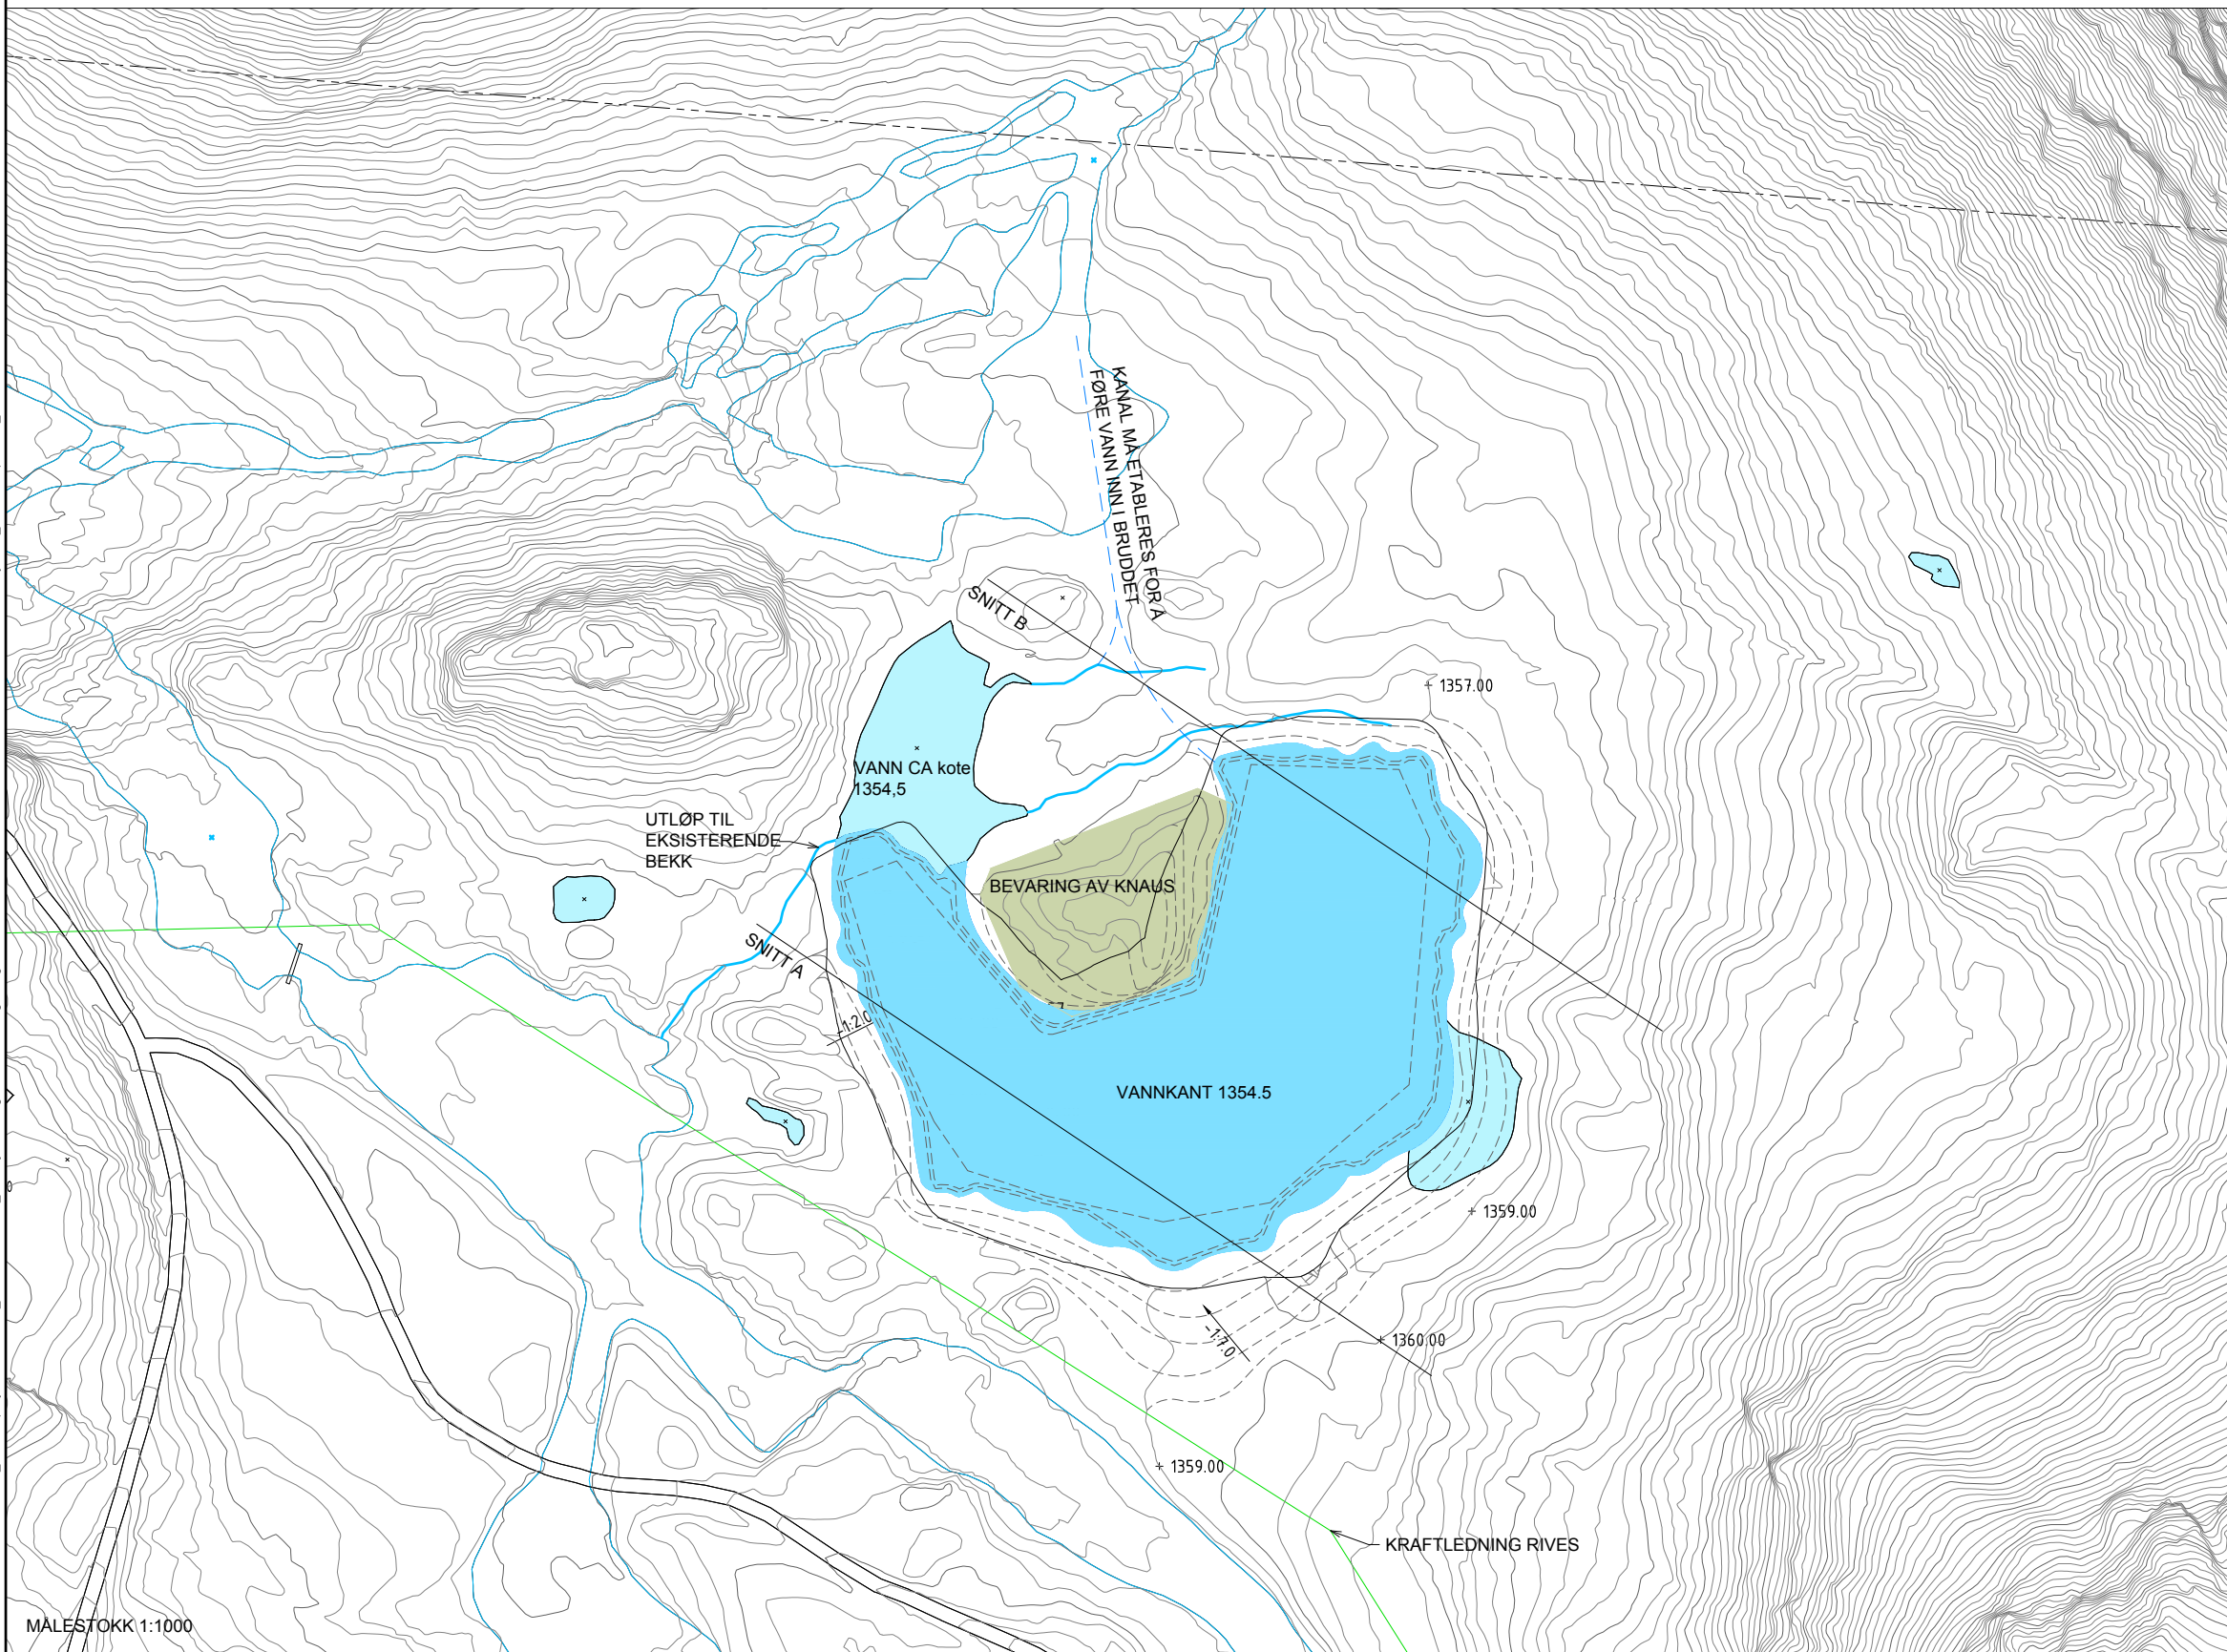 KANAL MÅ ETABLERES FOR Å
FØRE VANN INN I BRUDDET
SNITT B
1357.00
VANN CA kote
1354,5
UTLØP TIL
EKSISTERENDE
BEKK
BEVARING AV KNAUS
SNITT A
-1:2.0
VANNKANT 1354.5
1359.00
-1:7.0
1360.00
1359.00
KRAFTLEDNING RIVES
MÅLESTOKK 1:1000